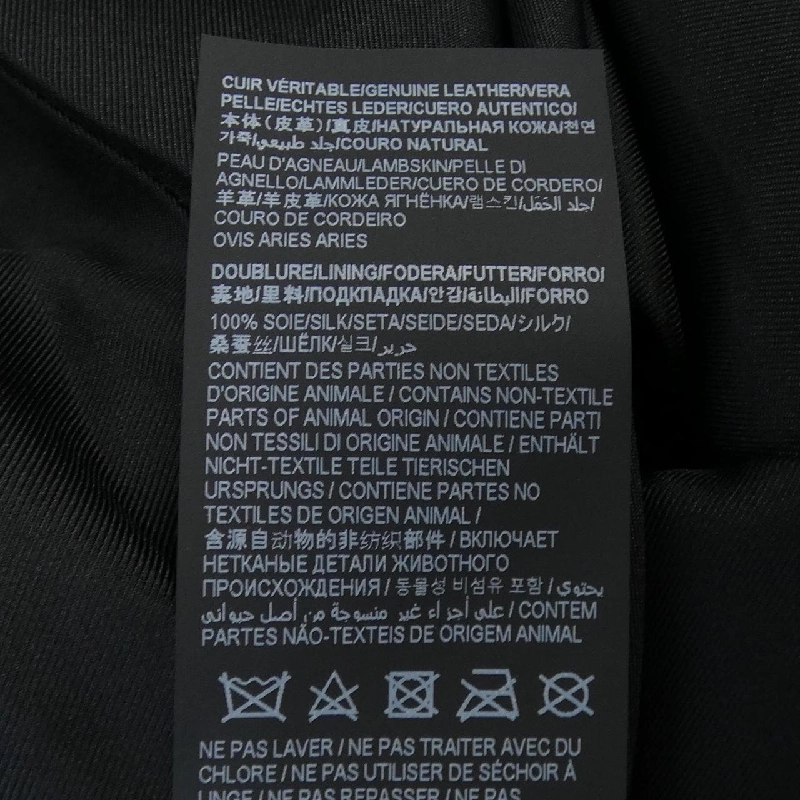 CUIR VÉRITABLE/GENUINE LEATHER/VERA
PELLE/ECHTES LEDER/CUERO AUTENTICO/
本体（皮革）/真皮/НАТУРАЛЬНАЯ КОЖА/천연
가죽/جلد طبيعي/COURO NATURAL
PEAU D'AGNEAU/LAMBSKIN/PELLE DI
AGNELLO/LAMMLEDER/CUERO DE CORDERO/
羊革/羊皮革/КОЖА ЯГНЁНКА/램스킨/جلد الحَمَل/
COURO DE CORDEIRO
OVIS ARIES ARIES
DOUBLURE/LINING/FODERA/FUTTER/FORRO/
裏地/里料/ПОДКЛАДКА/안감/البطانة/FORRO
100% SOIE/SILK/SETA/SEIDE/SEDA/シルク/
桑蚕丝/ШЁЛК/실크/حرير
CONTIENT DES PARTIES NON TEXTILES
D'ORIGINE ANIMALE / CONTAINS NON-TEXTILE
PARTS OF ANIMAL ORIGIN / CONTIENE PARTI
NON TESSILI DI ORIGINE ANIMALE / ENTHÄLT
NICHT-TEXTILE TEILE TIERISCHEN
URSPRUNGS / CONTIENE PARTES NO
TEXTILES DE ORIGEN ANIMAL /
含源自动物的非纺织部件 / ВКЛЮЧАЕТ
НЕТКАНЫЕ ДЕТАЛИ ЖИВОТНОГО
ПРОИСХОЖДЕНИЯ / 동물성 비섬유 포함 / يحتوي
على أجزاء غير منسوجة من أصل حيواني / CONTEM
PARTES NÃO-TEXTEIS DE ORIGEM ANIMAL
NE PAS LAVER / NE PAS TRAITER AVEC DU
CHLORE / NE PAS UTILISER DE SÉCHOIR À
LINGE / NE PAS REPASSER / NE PAS